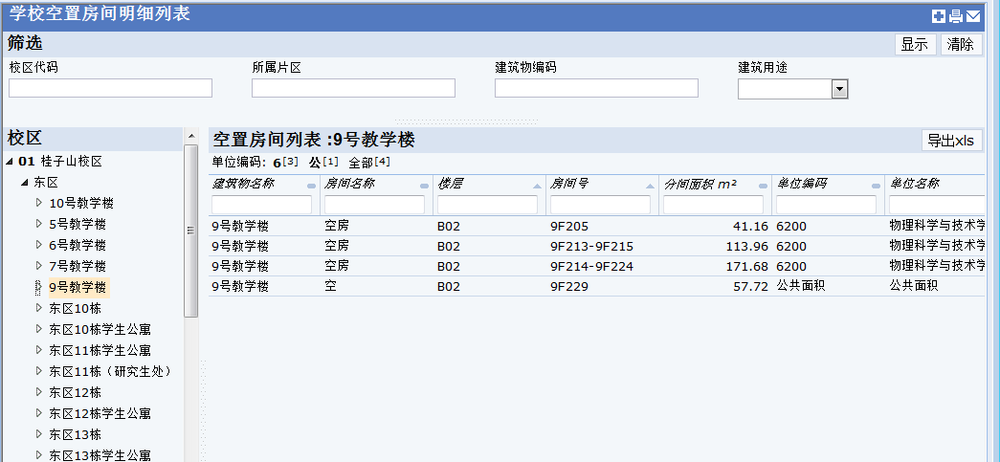 学校空置房间明细列表
筛选 显示 清除
校区代码 所属片区 建筑物编码 建筑用途
校区
01 桂子山校区
东区
10号教学楼
5号教学楼
6号教学楼
7号教学楼
9号教学楼
东区10栋
东区10栋学生公寓
东区11栋学生公寓
东区11栋（研究生处）
东区12栋
东区12栋学生公寓
东区13栋
东区13栋学生公寓
空置房间列表 :9号教学楼 导出xls
单位编码: 6[3] 公[1] 全部[4]
建筑物名称 房间名称 楼层 房间号 分间面积 m² 单位编码 单位名称
9号教学楼 空房 B02 9F205 41.16 6200 物理科学与技术学
9号教学楼 空房 B02 9F213-9F215 113.96 6200 物理科学与技术学
9号教学楼 空房 B02 9F214-9F224 171.68 6200 物理科学与技术学
9号教学楼 空 B02 9F229 57.72 公共面积 公共面积